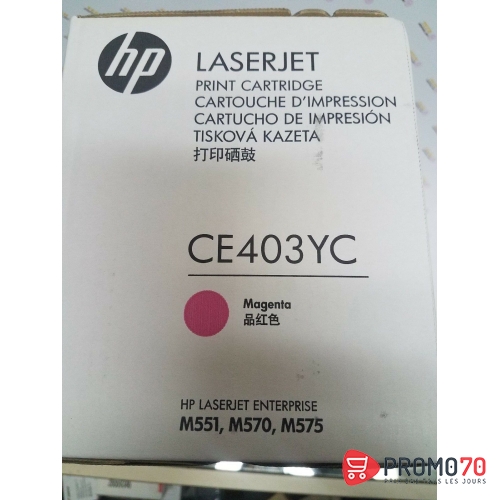 hp
LASERJET
PRINT CARTRIDGE
CARTOUCHE D'IMPRESSION
CARTUCHO DE IMPRESIÓN
TISKOVÁ KAZETA
打印硒鼓
CE403YC
Magenta
品红色
HP LASERJET ENTERPRISE
M551, M570, M575
PROMO70